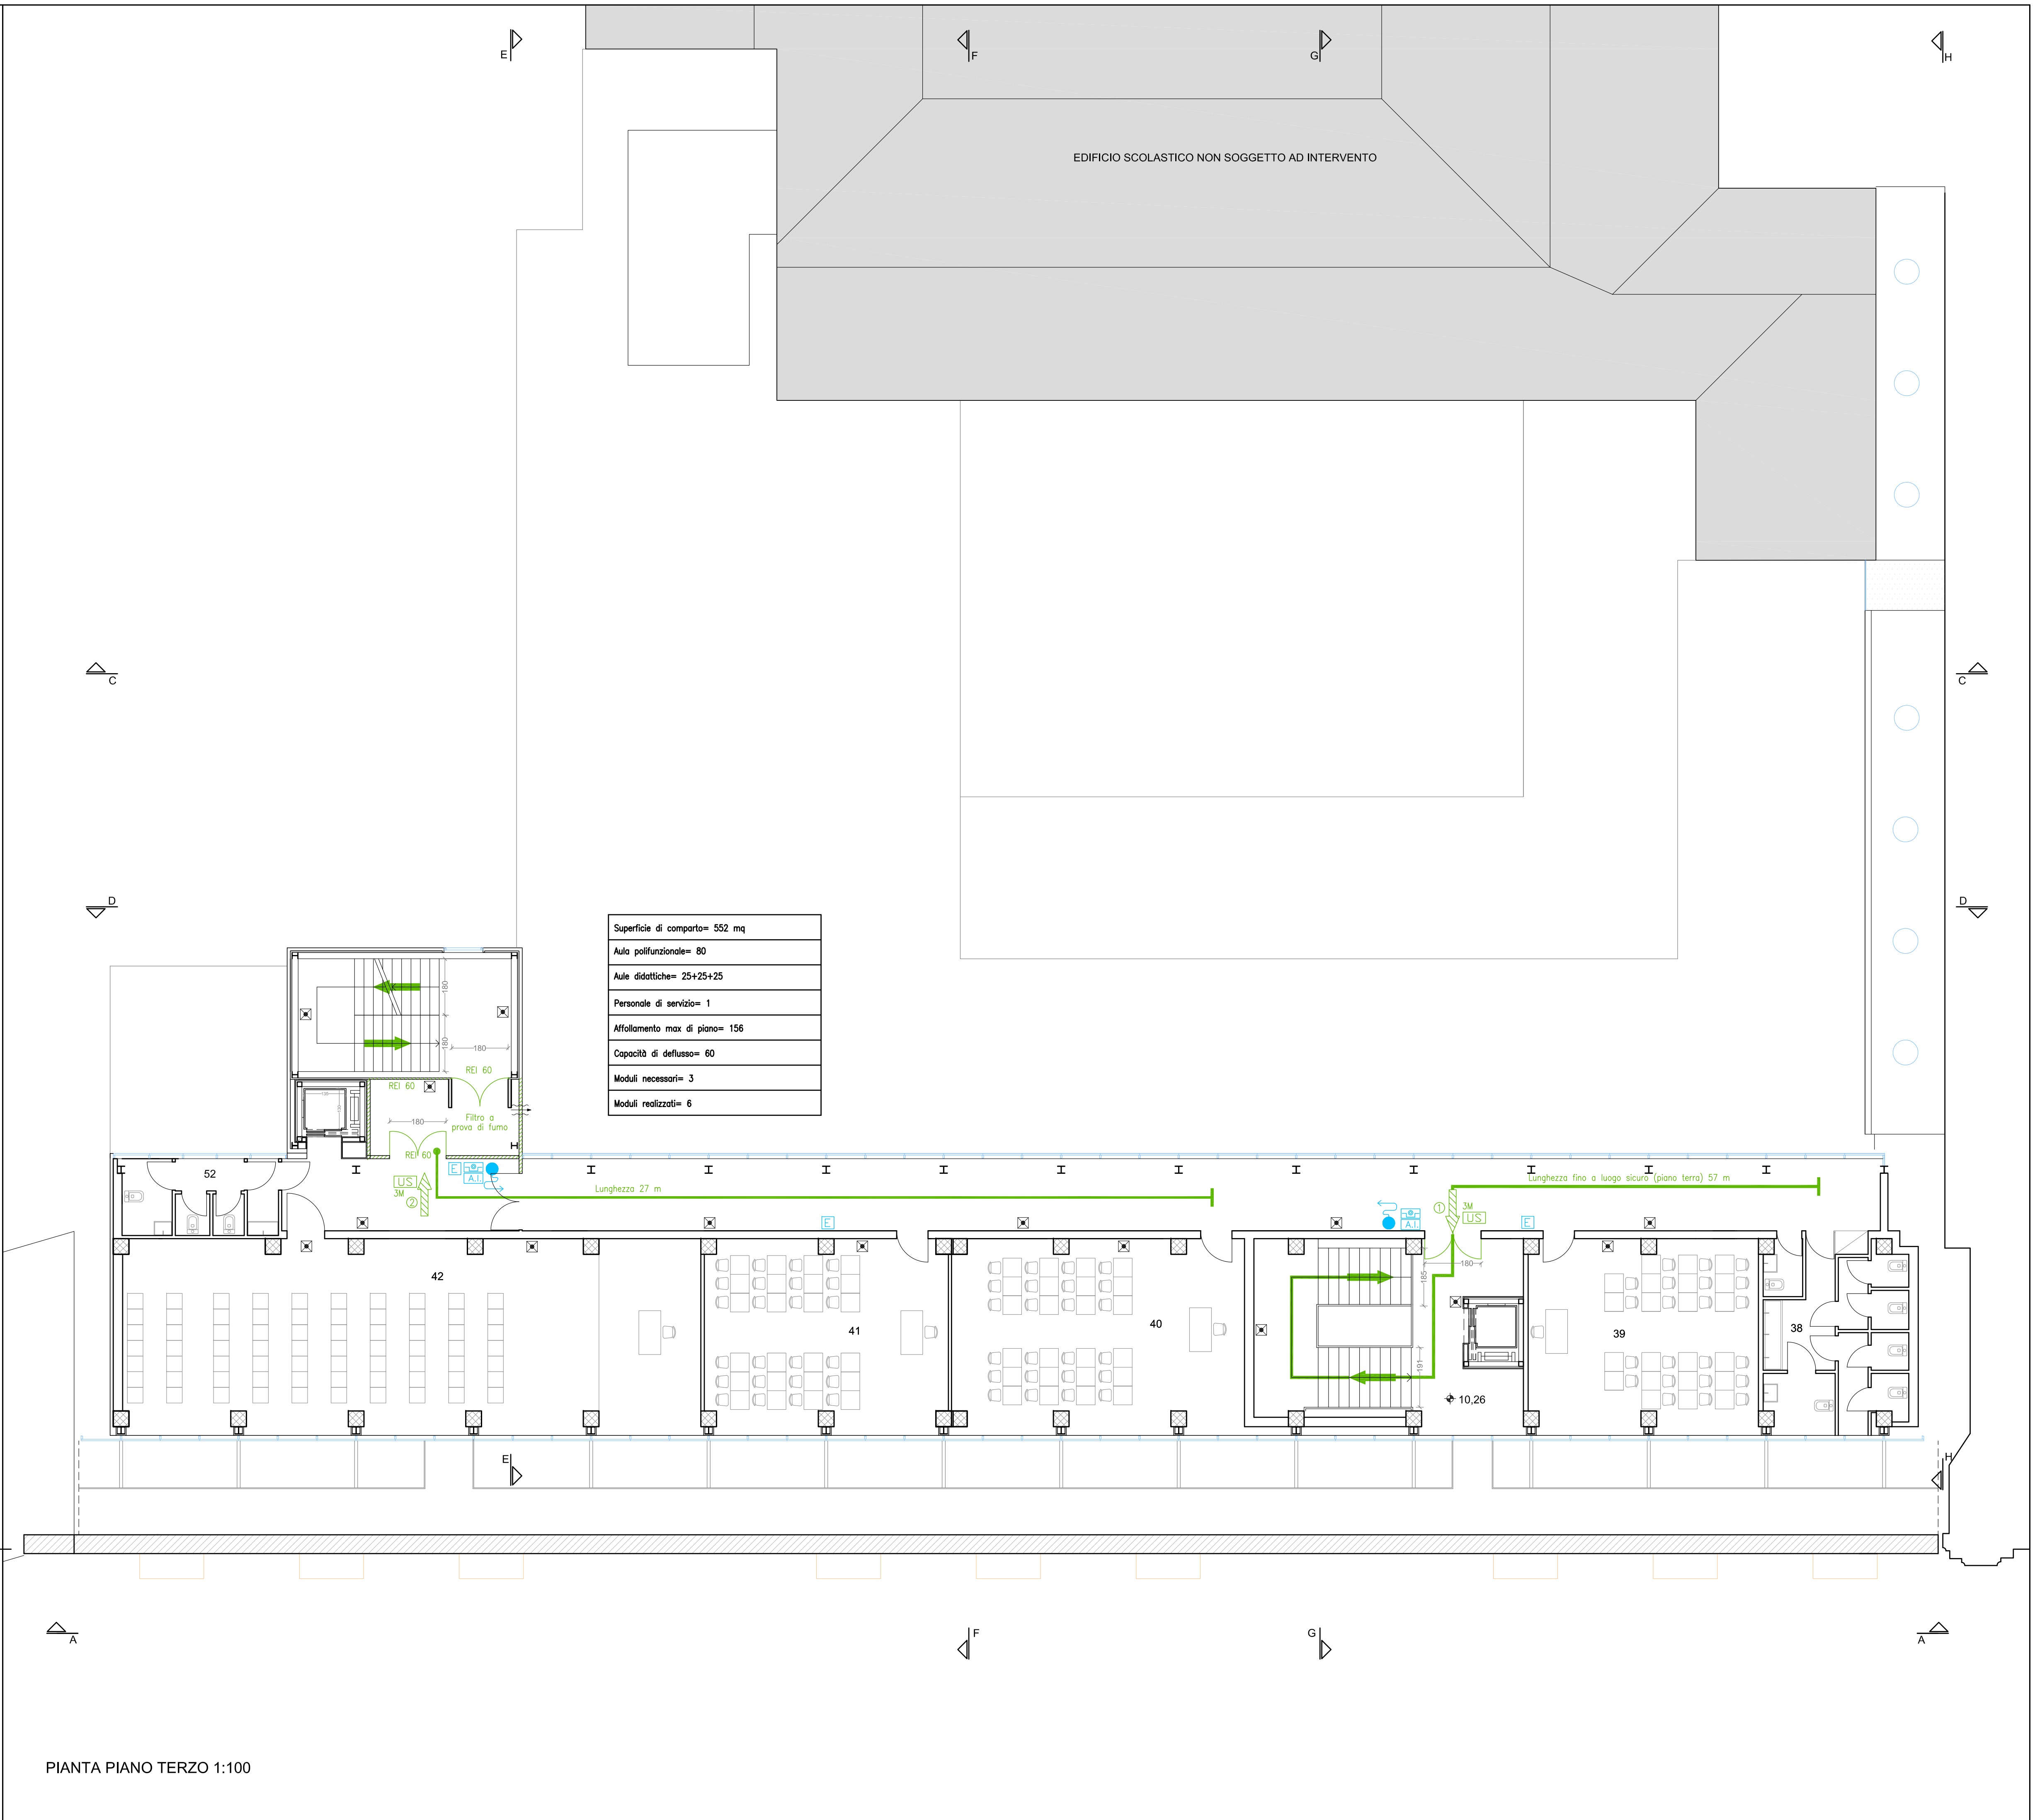 E
F
G
H
EDIFICIO SCOLASTICO NON SOGGETTO AD INTERVENTO
C
C
D
D
Superficie di comparto= 552 mq
Aula polifunzionale= 80
Aule didattiche= 25+25+25
Personale di servizio= 1
Affollamento max di piano= 156
Capacità di deflusso= 60
Moduli necessari= 3
Moduli realizzati= 6
180
180
180
REI 60
REI 60
180
Filtro a
prova di fumo
REI 60
52
E
A.I.
US
3M
2
Lunghezza 27 m
Lunghezza fino a luogo sicuro (piano terra) 57 m
E
A.I.
1
3M
US
E
180
185
191
42
41
40
39
38
10,26
E
H
A
F
G
A
PIANTA PIANO TERZO 1:100